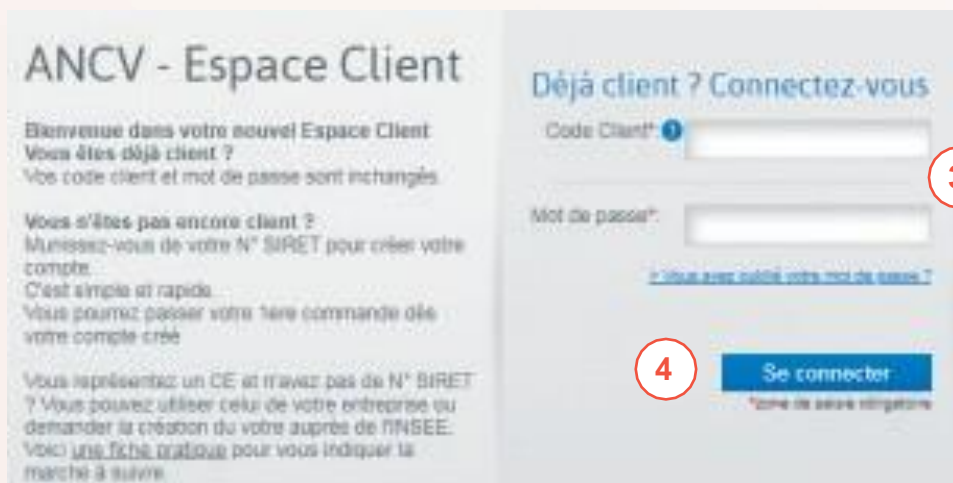 ANCV - Espace Client
Bienvenue dans votre nouvel Espace Client
Vous êtes déjà client ?
Vos code client et mot de passe sont inchangés.
Vous n'êtes pas encore client ?
Munissez-vous de votre N° SIRET pour créer votre
compte.
C'est simple et rapide.
Vous pourrez passer votre 1ere commande dès
votre compte créé
Vous représentez un CE et n'avez pas de N° SIRET
? Vous pouvez utiliser celui de votre entreprise ou
demander la création du votre auprès de l'INSEE.
Voici une fiche pratique pour vous indiquer la
marche à suivre
Déjà client ? Connectez-vous
Code Client* ?
3
Mot de passe*:
> Vous avez oublié votre mot de passe ?
4
Se connecter
*zone de saisie obligatoire